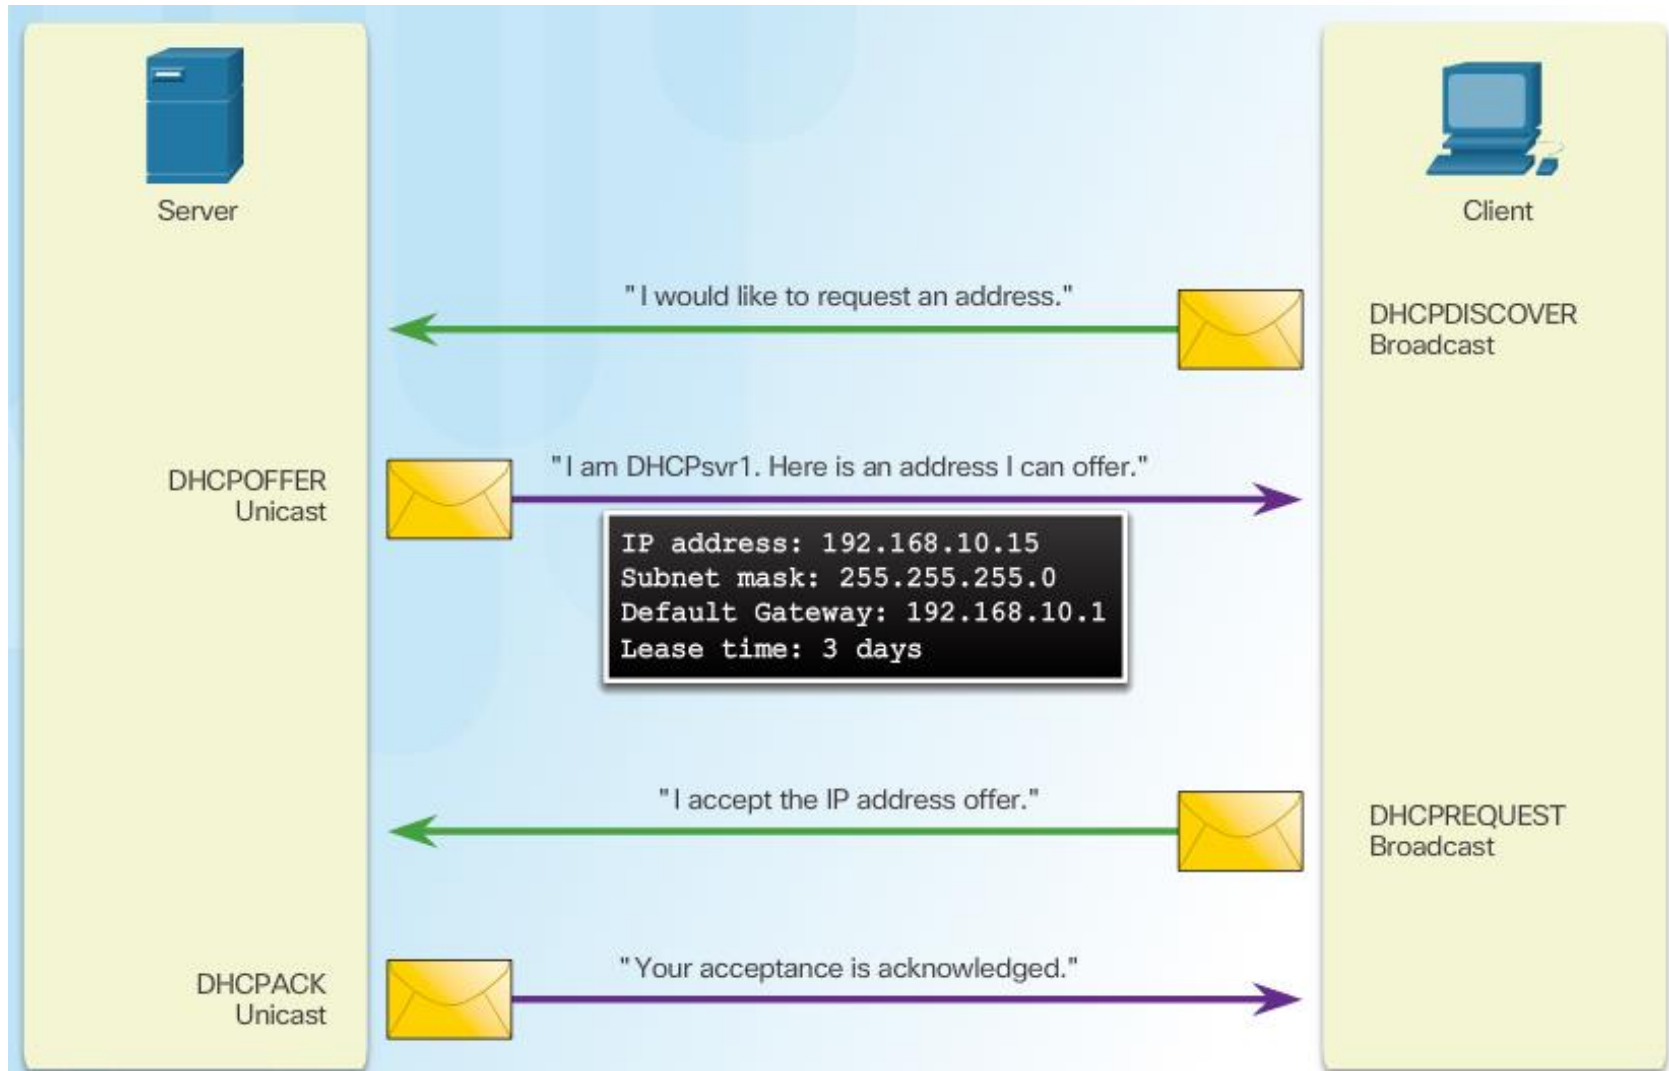 Server
Client
"I would like to request an address."
DHCPDISCOVER
Broadcast
DHCPOFFER
Unicast
"I am DHCPsvr1. Here is an address I can offer."
IP address: 192.168.10.15
Subnet mask: 255.255.255.0
Default Gateway: 192.168.10.1
Lease time: 3 days
"I accept the IP address offer."
DHCPREQUEST
Broadcast
DHCPACK
Unicast
"Your acceptance is acknowledged."